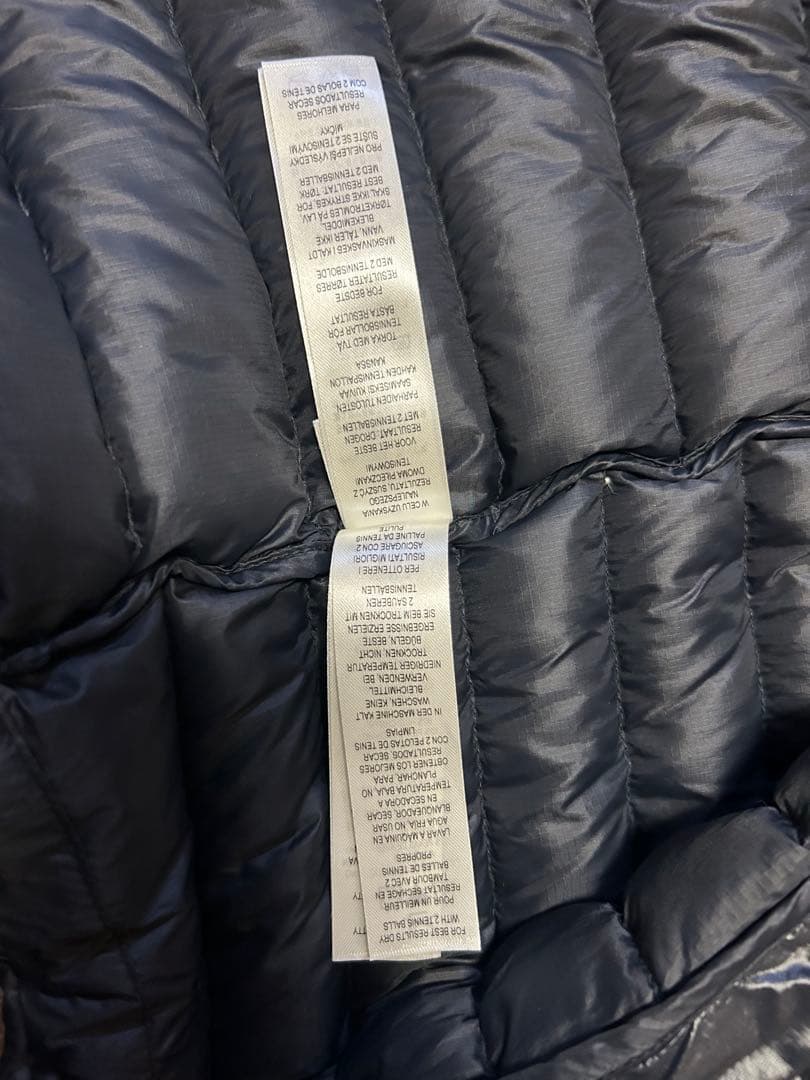 FOR BEST RESULTS DRY
WITH 2 TENNIS BALLS
POUR UN MEILLEUR
RESULTAT SECHAGE EN
TAMBOUR AVEC 2
BALLES DE TENNIS
PROPRES
LAVAR A MÁQUINA EN
AGUA FRIA, NO USAR
BLANQUEADOR, SECAR
EN SECADORA A
TEMPERATURA BAJA, NO
PLANCHAR, PARA
OBTENER LOS MEJORES
RESULTADOS, SECAR
CON 2 PELOTAS DE TENIS
LIMPIAS
IN DER MASCHINE KALT
WASCHEN, KEINE
BLEICHMITTEL
VERWENDEN, BEI
NIEDRIGER TEMPERATUR
TROCKNEN, NICHT
BÜGELN, BESTE
ERGEBNISSE ERZIELEN
SIE BEIM TROCKNEN MIT
2 SAUBEREN
TENNISBÄLLEN
PER OTTENERE I
RISULTATI MIGLIORI
ASCIUGARE CON 2
PALLINE DA TENNIS
PULITE
W CELU UZYSKANIA
NAJLEPSZEGO
REZULTATU, SUSZYĆ Z
DWOMA PIŁECZKAMI
TENISOWYMI
VOOR HET BESTE
RESULTAAT: DROGEN
MET 2 TENNISBALLEN
PARHAIDEN TULOSTEN
SAAMISEKSI KUIVAA
KAHDEN TENNISPALLON
KANSSA
TORKA MED TVÅ
TENNISBOLLAR FÖR
BÄSTA RESULTAT
FOR BEDSTE
RESULTATER TØRRES
MED 2 TENNISBOLDE
MASKINVASKES I KALDT
VANN, TÅLER IKKE
BLEKEMIDDEL
TØRKETROMLES PÅ LAV
SKAL IKKE STRYKES. FOR
BEST RESULTAT: TØRK
MED 2 TENNISBALLER
PRO NEJLEPŠÍ VÝSLEDKY
SUŠTE SE 2 TENISOVÝMI
MÍČKY
PARA MELHORES
RESULTADOS SECAR
COM 2 BOLAS DE TÉNIS